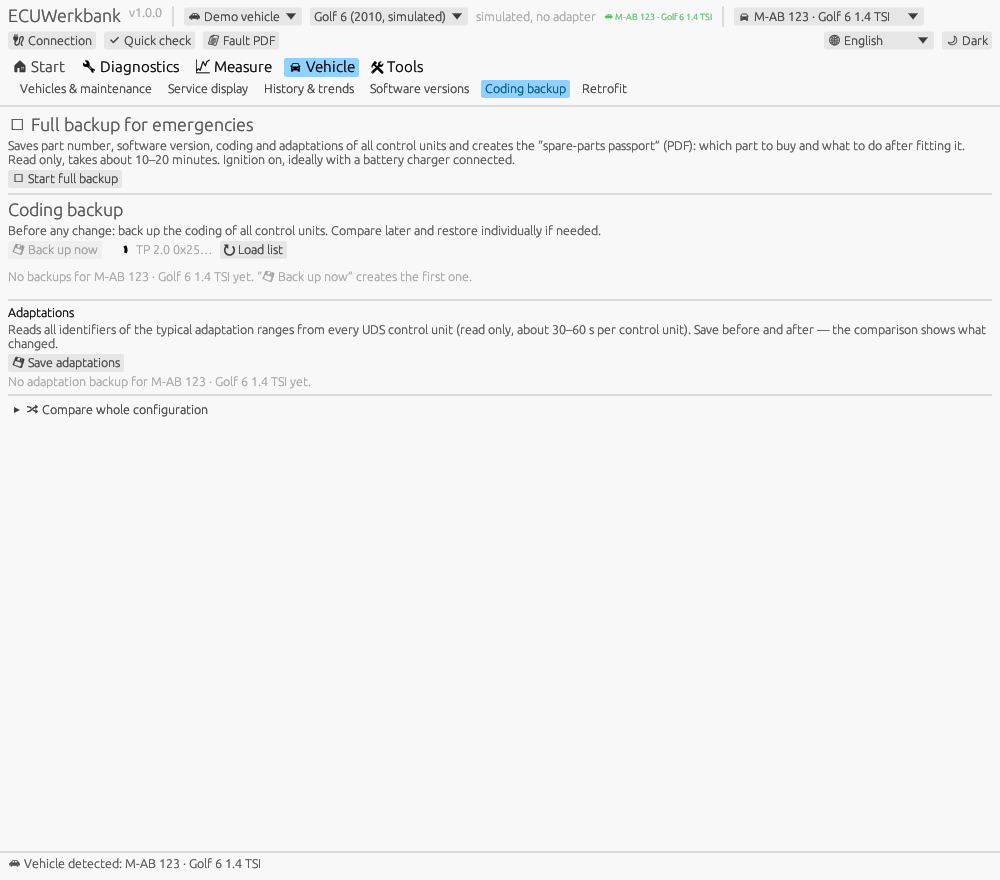 ECUWerkbank v1.0.0 Demo vehicle Golf 6 (2010, simulated) simulated, no adapter M-AB 123 · Golf 6 1.4 TSI M-AB 123 · Golf 6 1.4 TSI
Connection Quick check Fault PDF English Dark
Start Diagnostics Measure Vehicle Tools
Vehicles & maintenance Service display History & trends Software versions Coding backup Retrofit
Full backup for emergencies
Saves part number, software version, coding and adaptations of all control units and creates the “spare-parts passport” (PDF): which part to buy and what to do after fitting it.
Read only, takes about 10–20 minutes. Ignition on, ideally with a battery charger connected.
Start full backup
Coding backup
Before any change: back up the coding of all control units. Compare later and restore individually if needed.
Back up now TP 2.0 0x25… Load list
No backups for M-AB 123 · Golf 6 1.4 TSI yet. “Back up now” creates the first one.
Adaptations
Reads all identifiers of the typical adaptation ranges from every UDS control unit (read only, about 30–60 s per control unit). Save before and after — the comparison shows what
changed.
Save adaptations
No adaptation backup for M-AB 123 · Golf 6 1.4 TSI yet.
Compare whole configuration
Vehicle detected: M-AB 123 · Golf 6 1.4 TSI